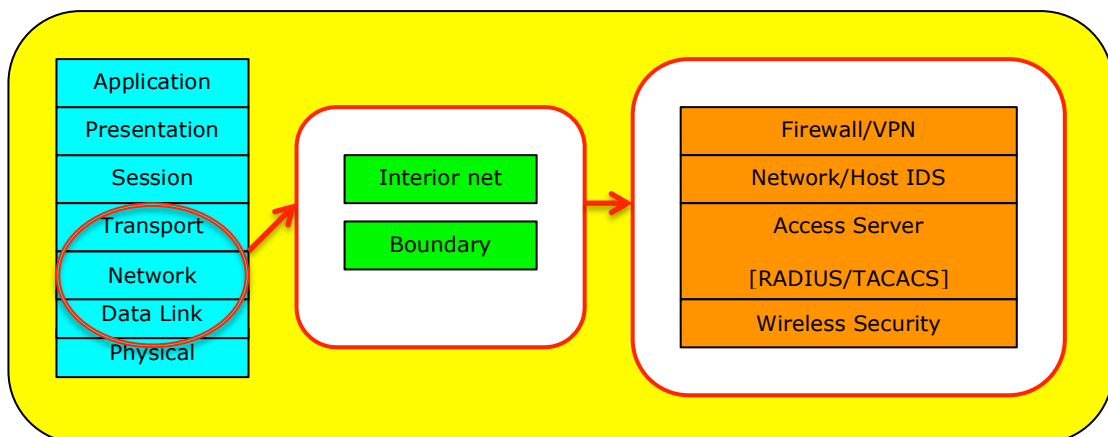 Application
Presentation
Session
Transport
Network
Data Link
Physical
Interior net
Boundary
Firewall/VPN
Network/Host IDS
Access Server
[RADIUS/TACACS]
Wireless Security